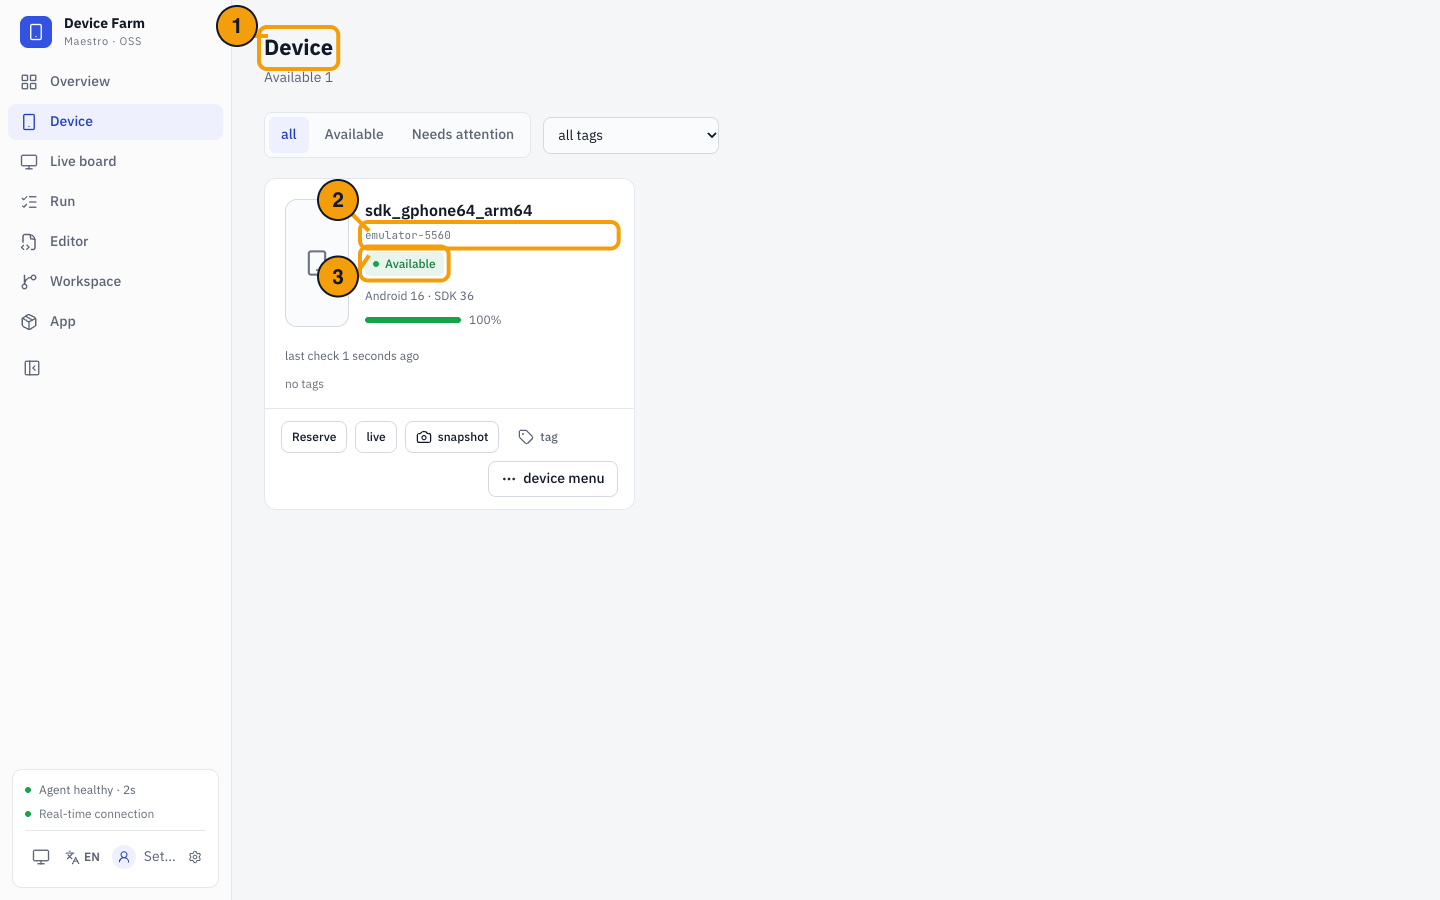 Device Farm
Maestro · OSS
Overview
Device
Live board
Run
Editor
Workspace
App
Agent healthy · 2s
Real-time connection
EN
Set...
1
Device
Available 1
all
Available
Needs attention
all tags
2
sdk_gphone64_arm64
emulator-5560
3
Available
Android 16 · SDK 36
100%
last check 1 seconds ago
no tags
Reserve
live
snapshot
tag
device menu